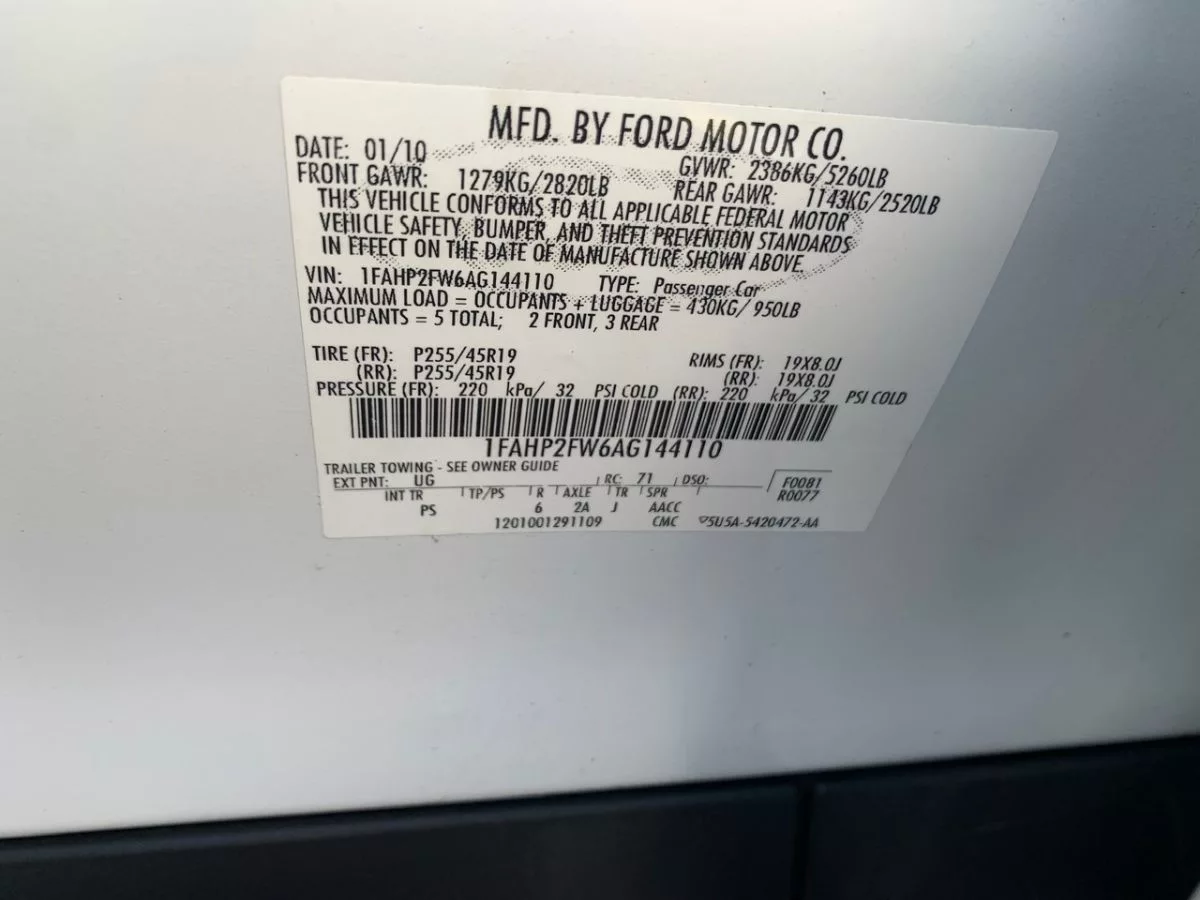 MFD. BY FORD MOTOR CO.
DATE: 01/10 GVWR: 2386KG/5260LB
FRONT GAWR: 1279KG/2820LB REAR GAWR: 1143KG/2520LB
THIS VEHICLE CONFORMS TO ALL APPLICABLE FEDERAL MOTOR
VEHICLE SAFETY, BUMPER, AND THEFT PREVENTION STANDARDS
IN EFFECT ON THE DATE OF MANUFACTURE SHOWN ABOVE.
VIN: 1FAHP2FW6AG144110 TYPE: Passenger Car
MAXIMUM LOAD = OCCUPANTS + LUGGAGE = 430KG/ 950LB
OCCUPANTS = 5 TOTAL; 2 FRONT, 3 REAR
TIRE (FR): P255/45R19 RIMS (FR): 19X8.0J
(RR): P255/45R19 (RR): 19X8.0J
PRESSURE (FR): 220 kPa/ 32 PSI COLD (RR): 220 kPa/ 32 PSI COLD
1FAHP2FW6AG144110
TRAILER TOWING - SEE OWNER GUIDE
EXT PNT: UG RC: 71 DSO: F0081
INT TR TP/PS R AXLE TR SPR R0077
PS 6 2A J AACC
1201001291109 CMC 5U5A-5420472-AA